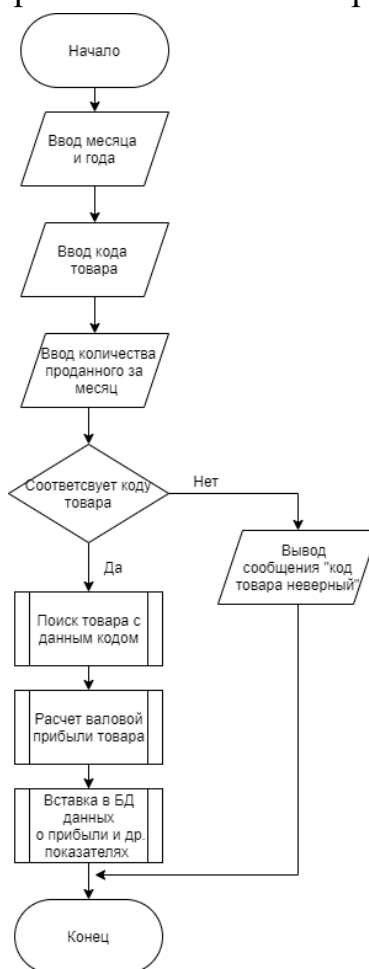 Начало
Ввод месяца
и года
Ввод кода
товара
Ввод количества
проданного за
месяц
Соответсвует коду
товара
Нет
Вывод
сообщения "код
товара неверный"
Да
Поиск товара с
данным кодом
Расчет валовой
прибыли товара
Вставка в БД
данных
о прибыли и др.
показателях
Конец